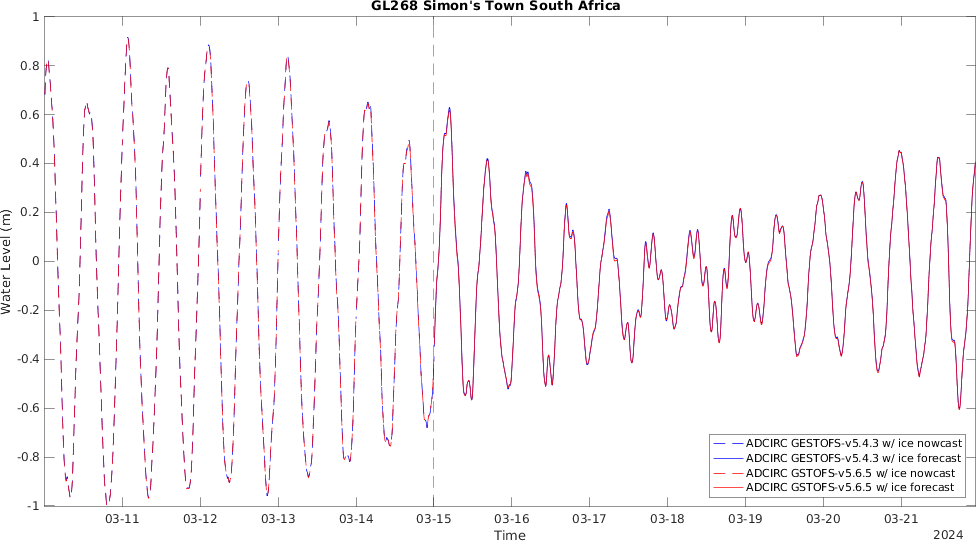 GL268 Simon's Town South Africa
Water Level (m)
1
0.8
0.6
0.4
0.2
0
-0.2
-0.4
-0.6
-0.8
-1
ADCIRC GESTOFS-v5.4.3 w/ ice nowcast
ADCIRC GESTOFS-v5.4.3 w/ ice forecast
ADCIRC GSTOFS-v5.6.5 w/ ice nowcast
ADCIRC GSTOFS-v5.6.5 w/ ice forecast
03-11 03-12 03-13 03-14 03-15 03-16 03-17 03-18 03-19 03-20 03-21
Time
2024